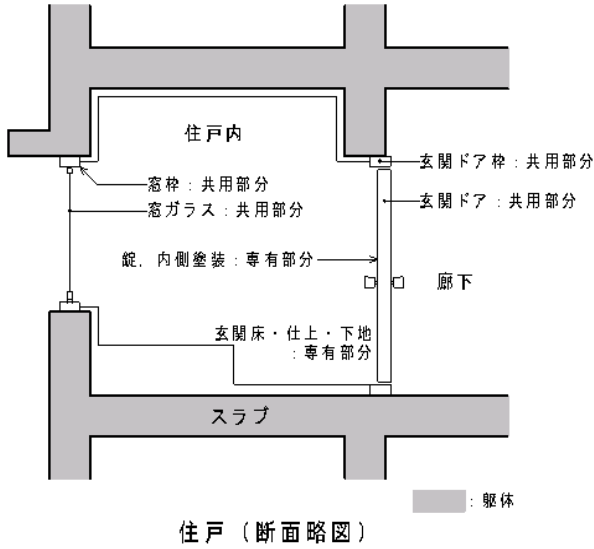 住戸内
玄関ドア枠：共用部分
窓枠：共用部分
玄関ドア：共用部分
窓ガラス：共用部分
錠．内側塗装：専有部分
廊下
玄関床・仕上・下地
：専有部分
スラブ
：躯体
住戸（断面略図）